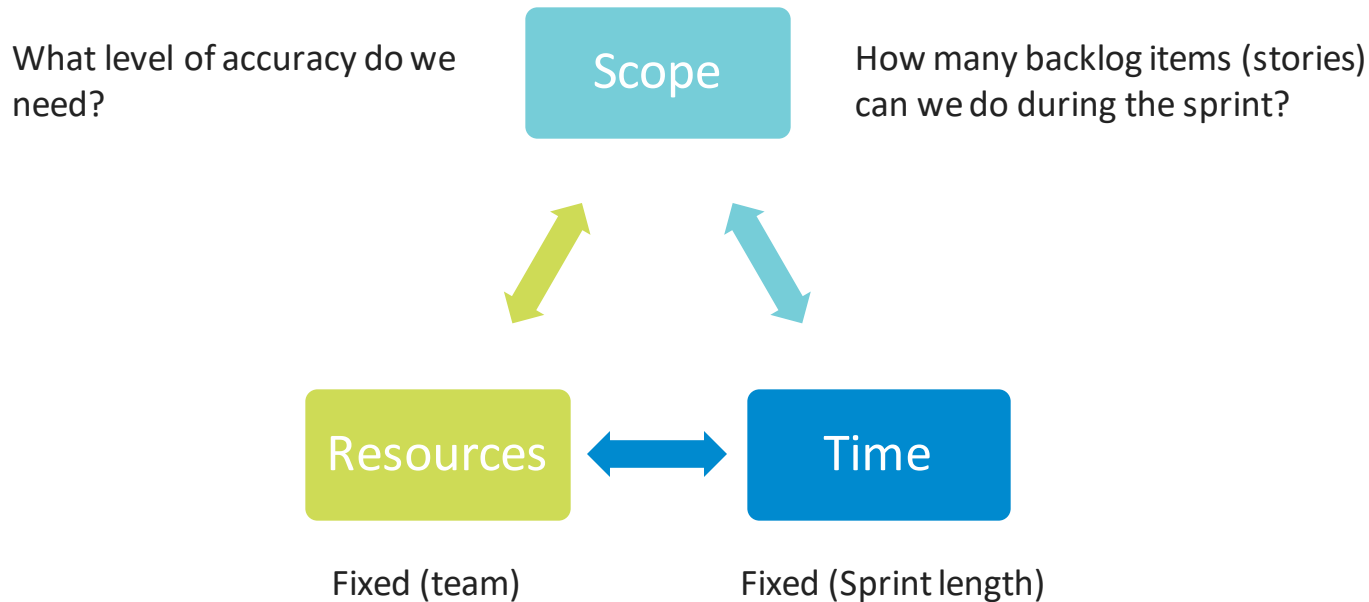 What level of accuracy do we
need?
Scope
How many backlog items (stories)
can we do during the sprint?
Resources
Time
Fixed (team)
Fixed (Sprint length)